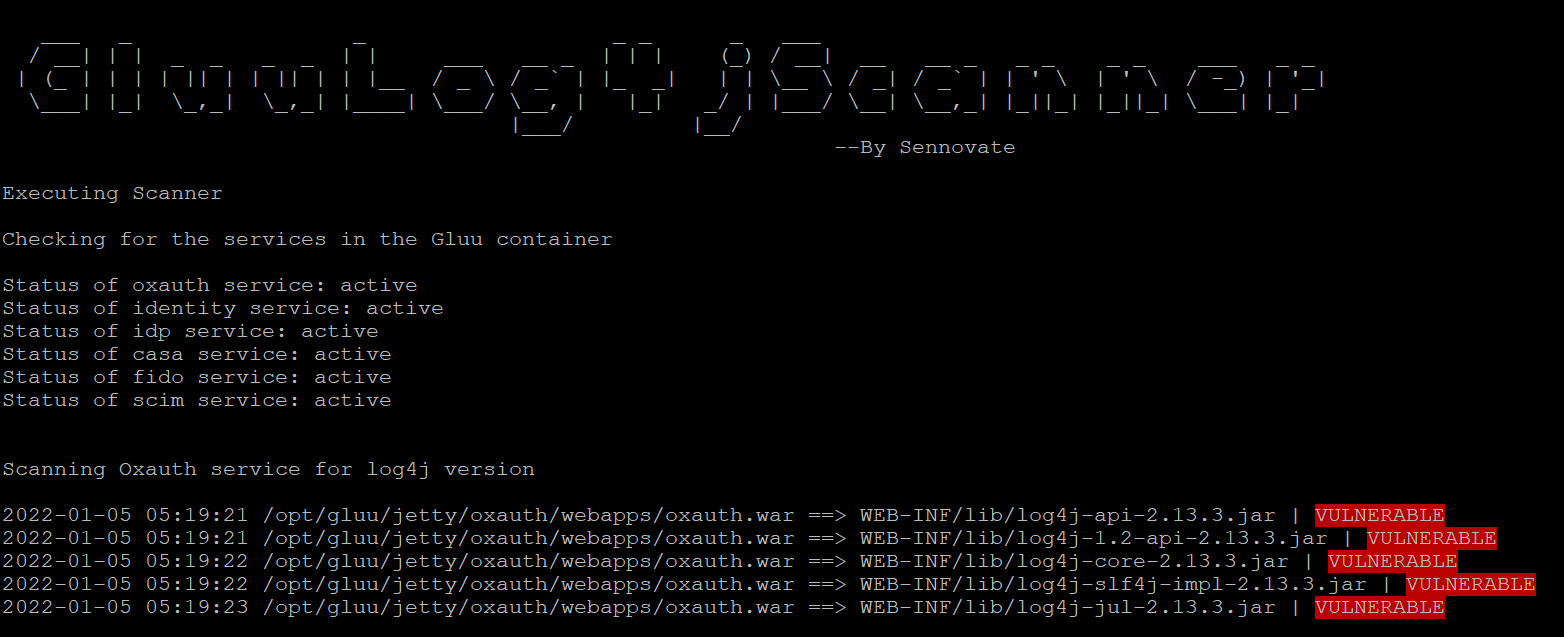 GluuLog4jScanner
--By Sennovate
Executing Scanner
Checking for the services in the Gluu container
Status of oxauth service: active
Status of identity service: active
Status of idp service: active
Status of casa service: active
Status of fido service: active
Status of scim service: active
Scanning Oxauth service for log4j version
2022-01-05 05:19:21 /opt/gluu/jetty/oxauth/webapps/oxauth.war ==> WEB-INF/lib/log4j-api-2.13.3.jar | VULNERABLE
2022-01-05 05:19:21 /opt/gluu/jetty/oxauth/webapps/oxauth.war ==> WEB-INF/lib/log4j-1.2-api-2.13.3.jar | VULNERABLE
2022-01-05 05:19:22 /opt/gluu/jetty/oxauth/webapps/oxauth.war ==> WEB-INF/lib/log4j-core-2.13.3.jar | VULNERABLE
2022-01-05 05:19:22 /opt/gluu/jetty/oxauth/webapps/oxauth.war ==> WEB-INF/lib/log4j-slf4j-impl-2.13.3.jar | VULNERABLE
2022-01-05 05:19:23 /opt/gluu/jetty/oxauth/webapps/oxauth.war ==> WEB-INF/lib/log4j-jul-2.13.3.jar | VULNERABLE